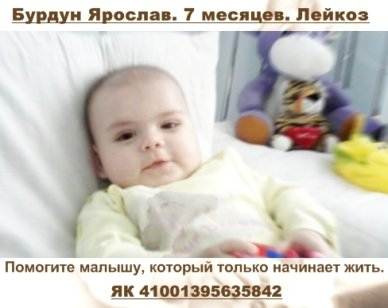 Бурдун Ярослав. 7 месяцев. Лейкоз
Помогите малышу, который только начинает жить.
ЯК 41001395635842